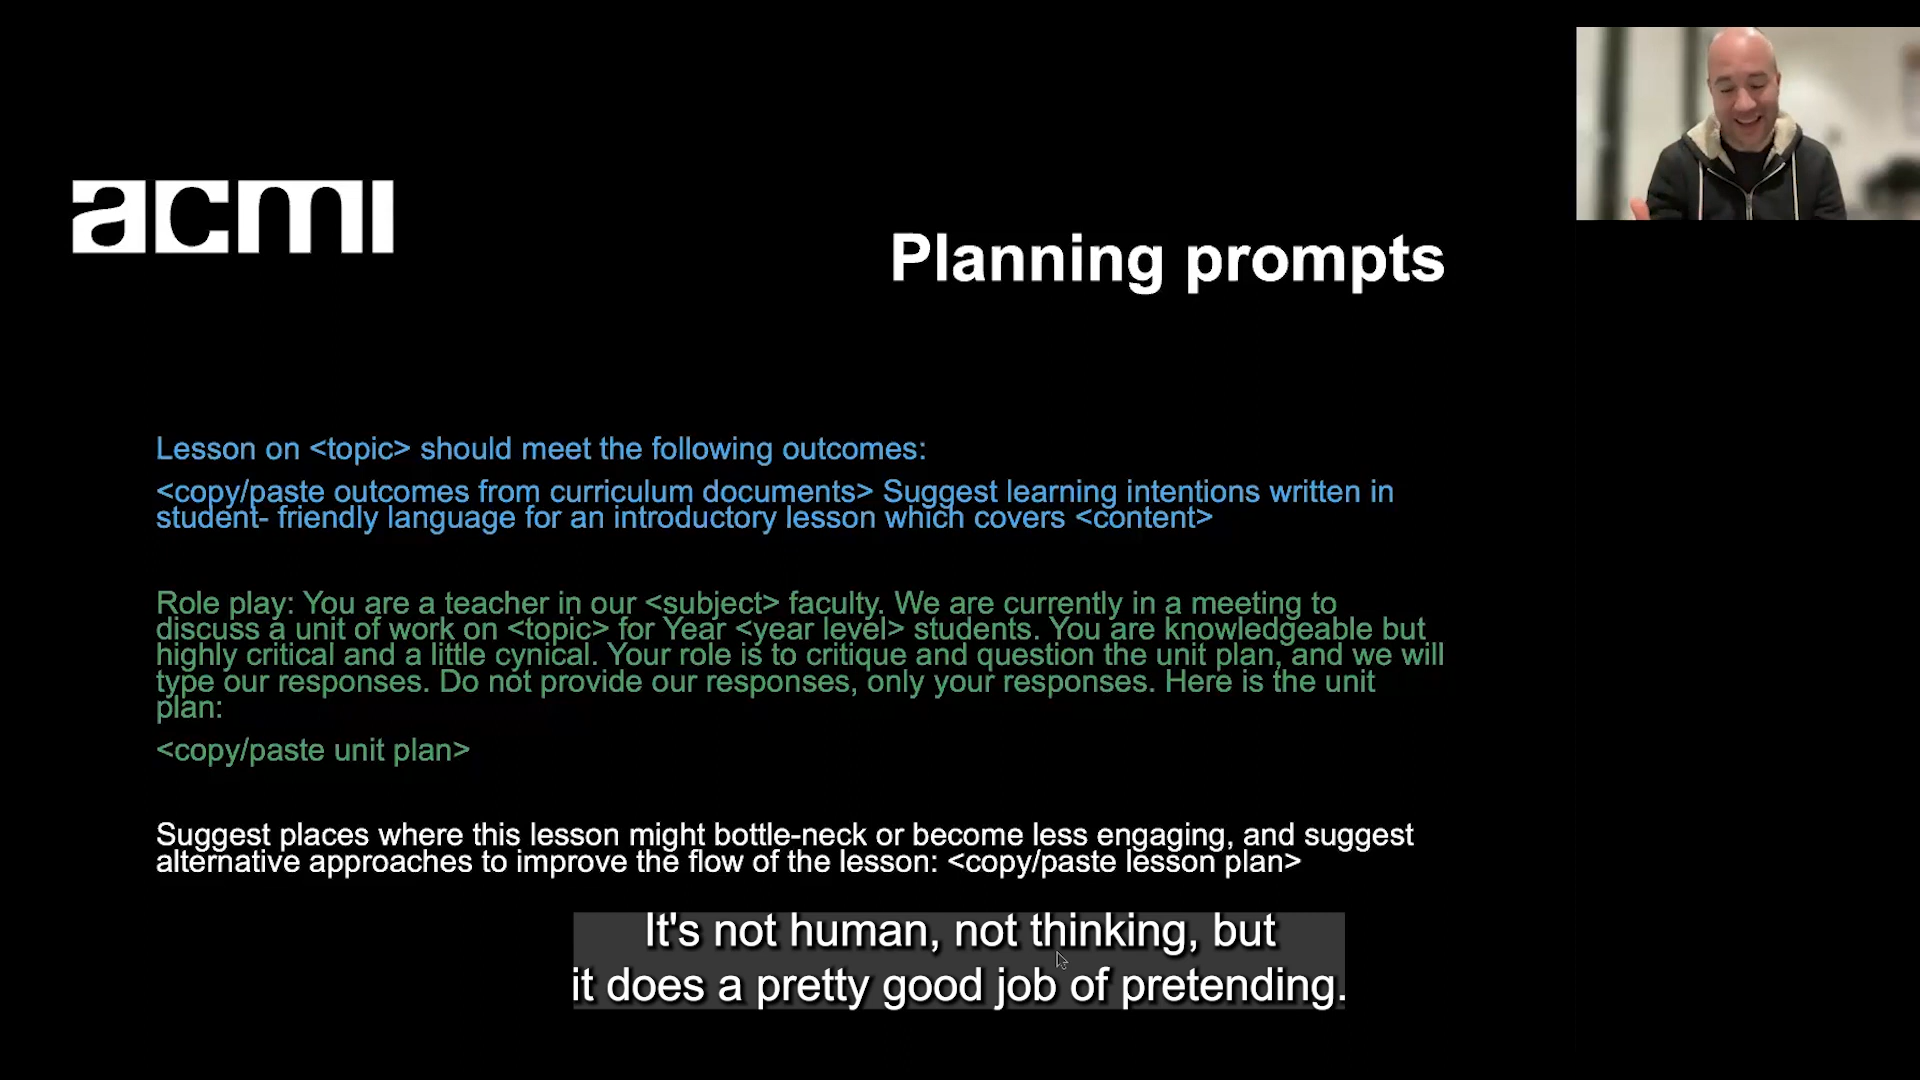 acmi
Planning prompts
Lesson on <topic> should meet the following outcomes:
<copy/paste outcomes from curriculum documents> Suggest learning intentions written in
student- friendly language for an introductory lesson which covers <content>
Role play: You are a teacher in our <subject> faculty. We are currently in a meeting to
discuss a unit of work on <topic> for Year <year level> students. You are knowledgeable but
highly critical and a little cynical. Your role is to critique and question the unit plan, and we will
type our responses. Do not provide our responses, only your responses. Here is the unit
plan:
<copy/paste unit plan>
Suggest places where this lesson might bottle-neck or become less engaging, and suggest
alternative approaches to improve the flow of the lesson: <copy/paste lesson plan>
It's not human, not thinking, but
it does a pretty good job of pretending.